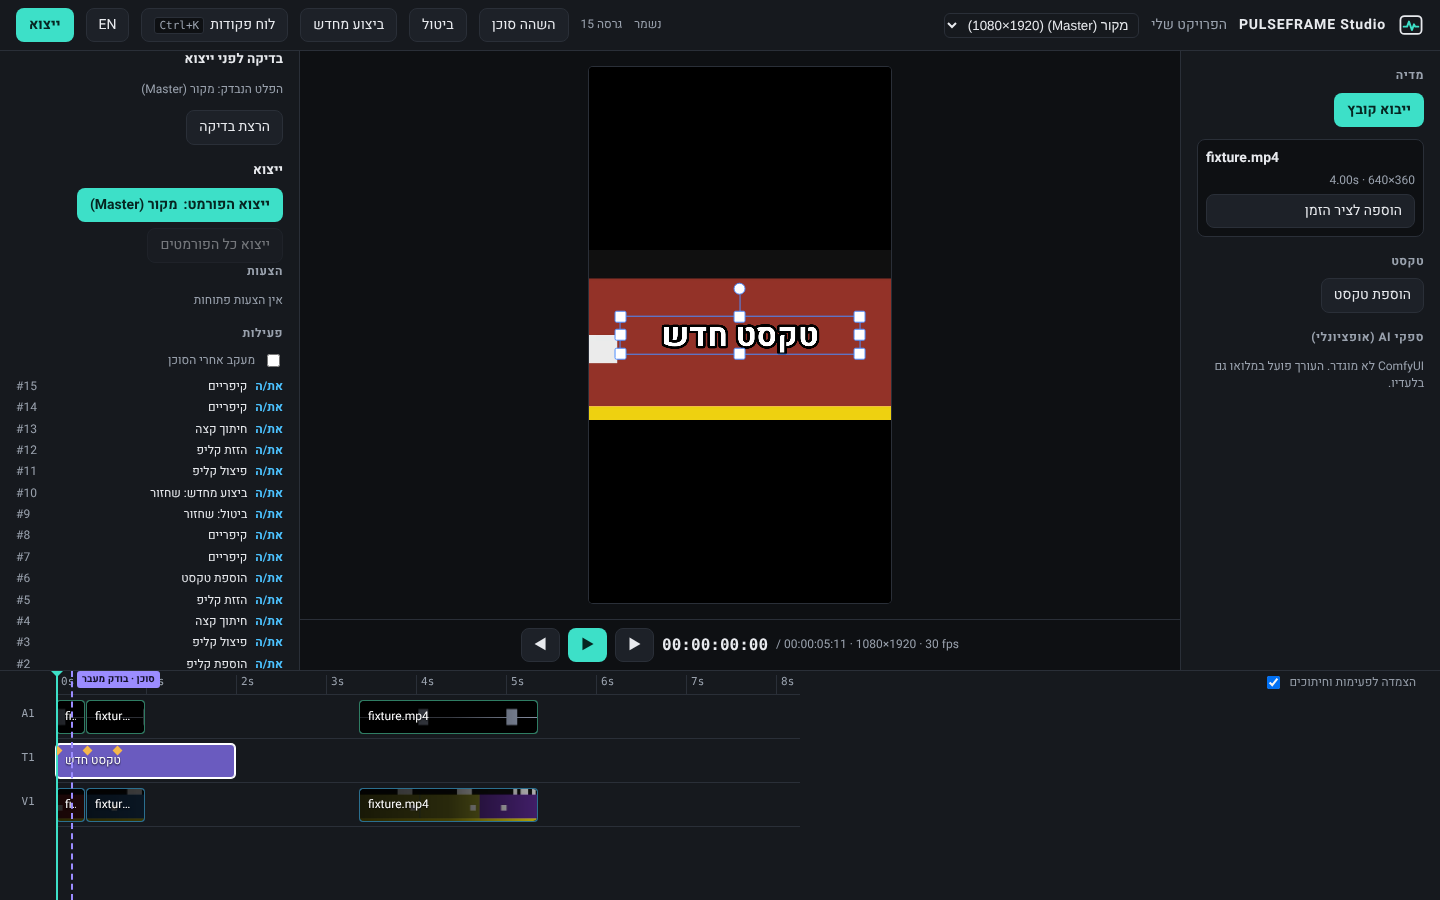 PULSEFRAME Studio
הפרויקט שלי
מקור (Master) (1080×1920)
נשמר
גרסה 15
השהה סוכן
ביטול
ביצוע מחדש
לוח פקודות Ctrl+K
EN
ייצוא
מדיה
ייבוא קובץ
fixture.mp4
4.00s · 640×360
הוספה לציר הזמן
טקסט
הוספת טקסט
ספקי AI (אופציונלי)
ComfyUI לא מוגדר. העורך פועל במלואו גם
בלעדיו.
טקסט חדש
00:00:00:00 / 00:00:05:11 · 1080×1920 · 30 fps
בדיקה לפני ייצוא
הפלט הנבדק: מקור (Master)
הרצת בדיקה
ייצוא
ייצוא הפורמט: מקור (Master)
ייצוא כל הפורמטים
הצעות
אין הצעות פתוחות
פעילות
מעקב אחרי הסוכן
את/ה קיפריים #15
את/ה קיפריים #14
את/ה חיתוך קצה #13
את/ה הזזת קליפ #12
את/ה פיצול קליפ #11
את/ה ביצוע מחדש: שחזור #10
את/ה ביטול: שחזור #9
את/ה קיפריים #8
את/ה קיפריים #7
את/ה הוספת טקסט #6
את/ה הזזת קליפ #5
את/ה חיתוך קצה #4
את/ה פיצול קליפ #3
את/ה הוספת קליפ #2
הצמדה לפעימות וחיתוכים
סוכן · בודק מעבר
0s 2s 3s 4s 5s 6s 7s 8s
A1 fi… fixtur… fixture.mp4
T1 טקסט חדש
V1 fi… fixtur… fixture.mp4